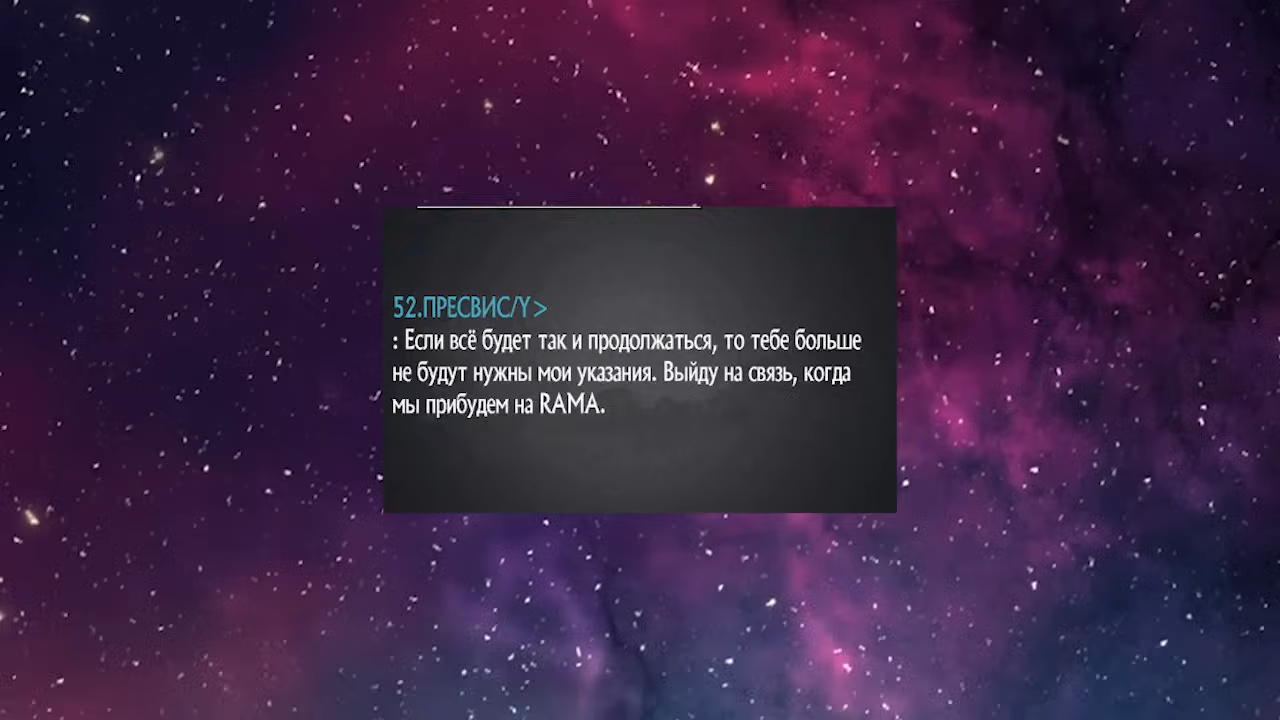 52.ПРЕСВИС/Y >
: Если всё будет так и продолжаться, то тебе больше
не будут нужны мои указания. Выйду на связь, когда
мы прибудем на RAMA.